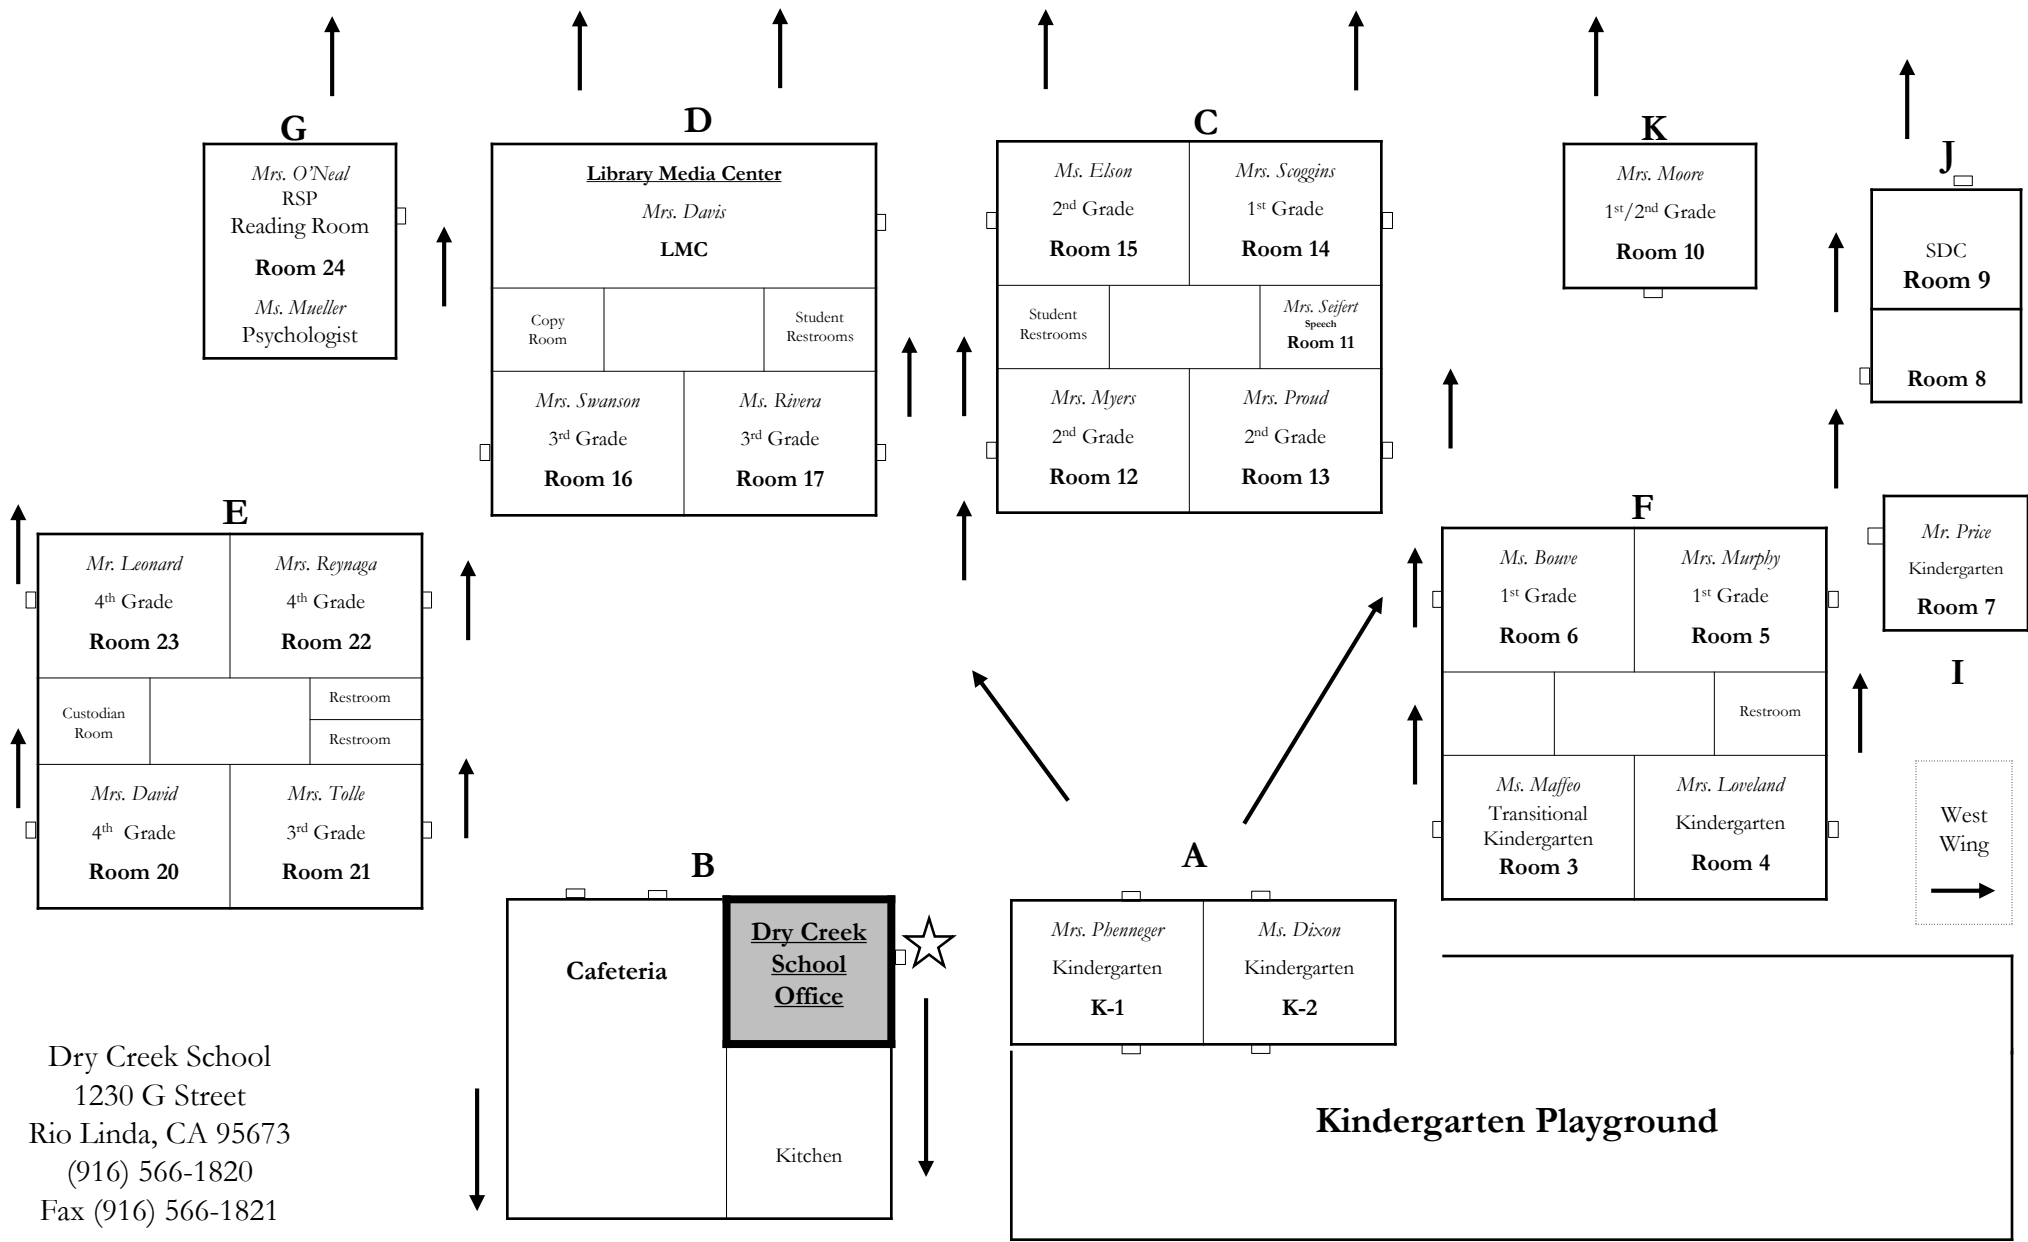 G
Mrs. O’Neal
RSP
Reading Room
Room 24
Ms. Mueller
Psychologist
D
Library Media Center
Mrs. Davis
LMC
Copy
Room
Student
Restrooms
Mrs. Swanson
3rd Grade
Room 16
Ms. Rivera
3rd Grade
Room 17
C
Ms. Elson
2nd Grade
Room 15
Mrs. Scoggins
1st Grade
Room 14
Student
Restrooms
Mrs. Seifert
Speech
Room 11
Mrs. Myers
2nd Grade
Room 12
Mrs. Proud
2nd Grade
Room 13
K
Mrs. Moore
1st/2nd Grade
Room 10
J
SDC
Room 9
Room 8
E
Mr. Leonard
4th Grade
Room 23
Mrs. Reynaga
4th Grade
Room 22
Custodian
Room
Restroom
Restroom
Mrs. David
4th Grade
Room 20
Mrs. Tolle
3rd Grade
Room 21
F
Ms. Bouve
1st Grade
Room 6
Mrs. Murphy
1st Grade
Room 5
Restroom
Ms. Maffeo
Transitional
Kindergarten
Room 3
Mrs. Loveland
Kindergarten
Room 4
Mr. Price
Kindergarten
Room 7
I
West
Wing
B
Cafeteria
Dry Creek
School
Office
Kitchen
A
Mrs. Phenneger
Kindergarten
K-1
Ms. Dixon
Kindergarten
K-2
Kindergarten Playground
Dry Creek School
1230 G Street
Rio Linda, CA 95673
(916) 566-1820
Fax (916) 566-1821